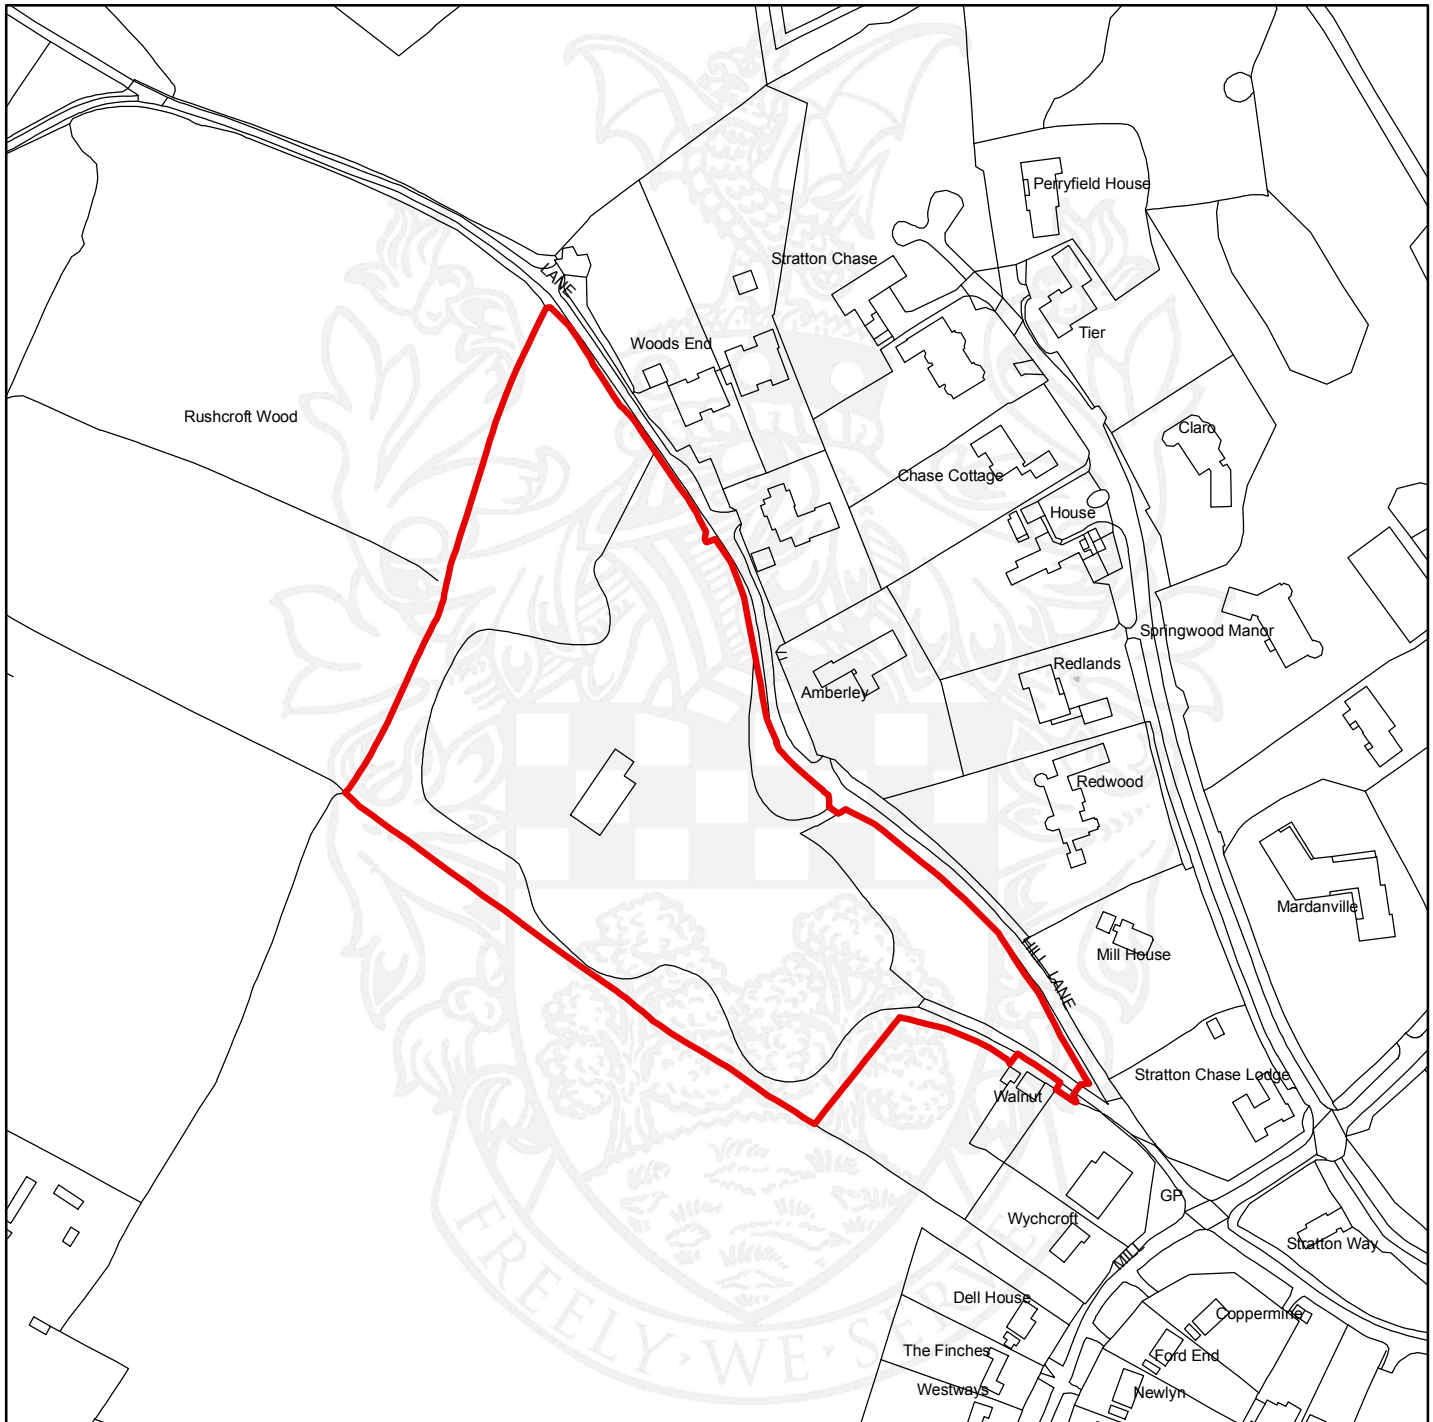 Perryfield House
Stratton Chase
LANE
Tier
Woods End
Rushcroft Wood
Claro
Chase Cottage
House
Springwood Manor
Redlands
Amberley
Redwood
Mardanville
Mill House
HILL LANE
Stratton Chase Lodge
Walnut
GP
Wychcroft
Stratton Way
MILL
Dell House
Coppermine
The Finches
Ford End
Westways
Newlyn
FREELY · WE · SERVE